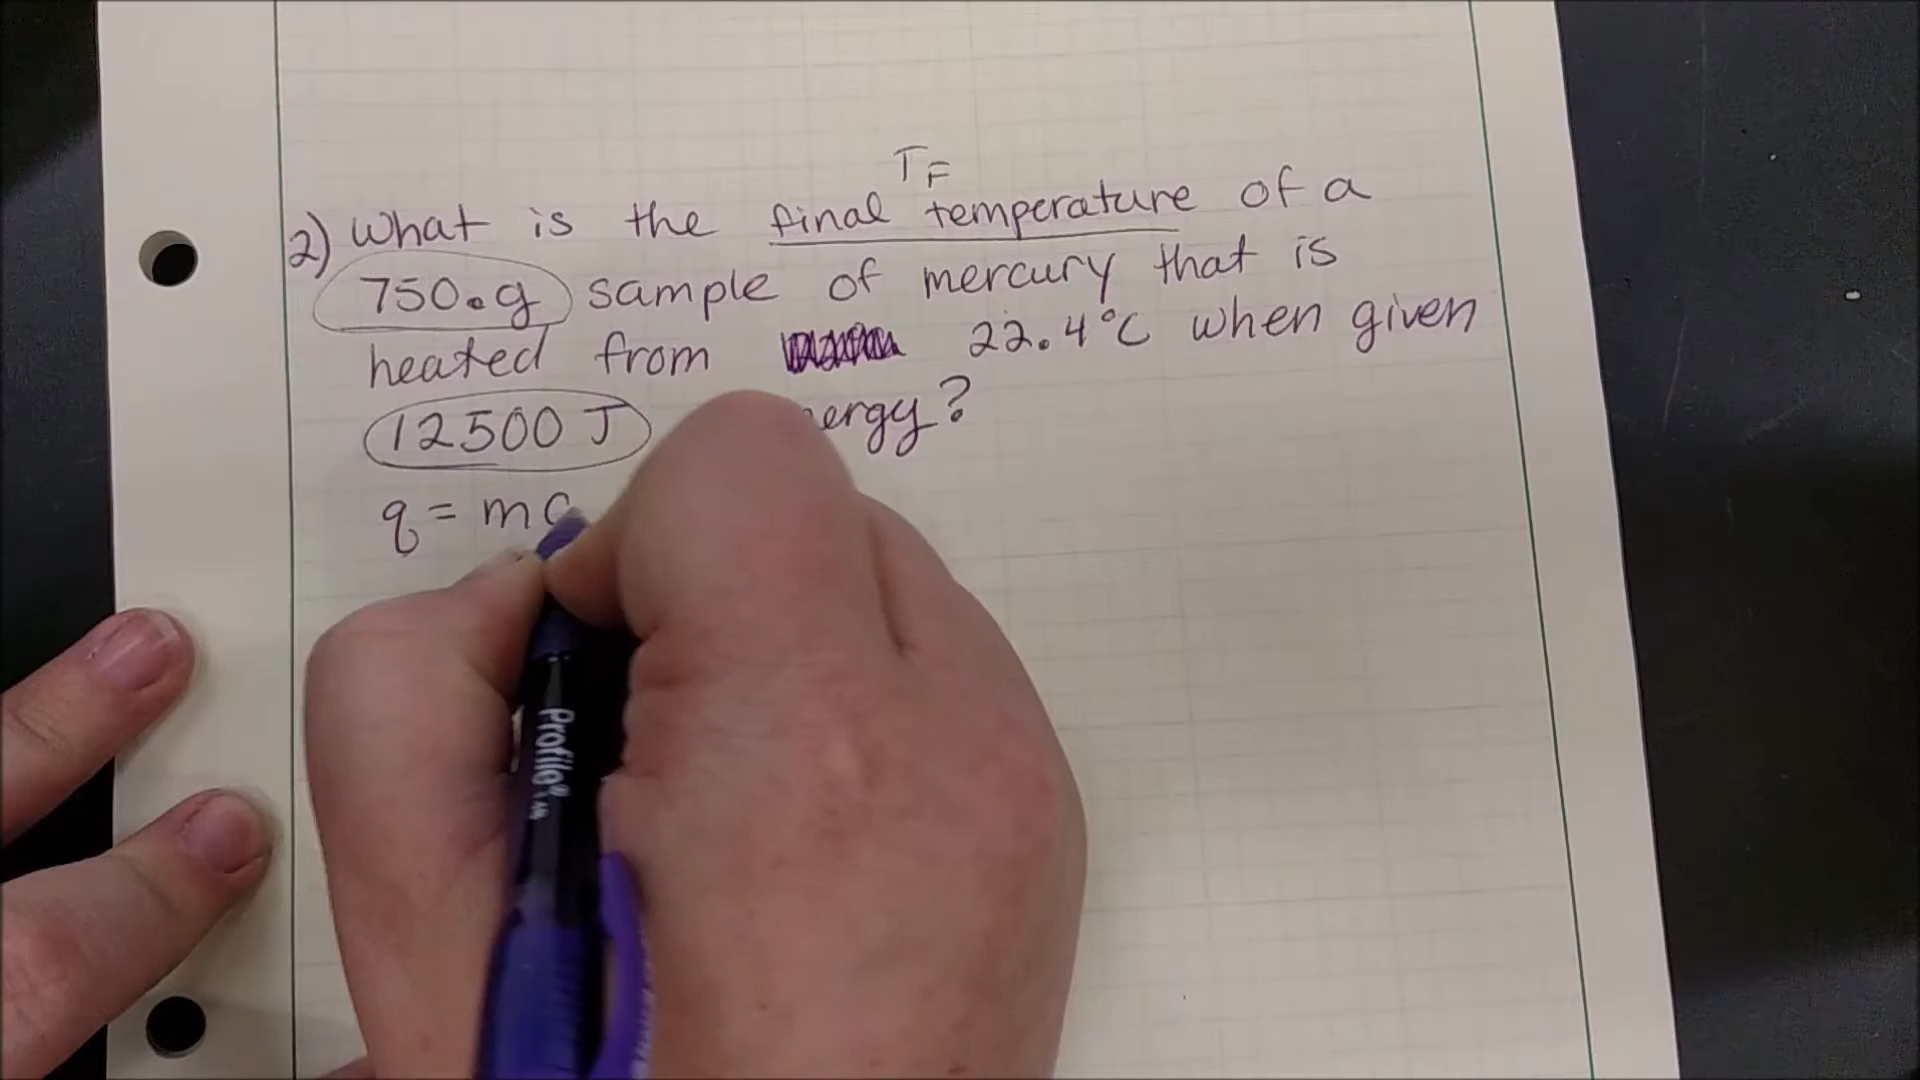 T_F
2) What is the final temperature of a
750.g sample of mercury that is
heated from 22.4°C when given
12500 J ergy?
q = mc
Profile